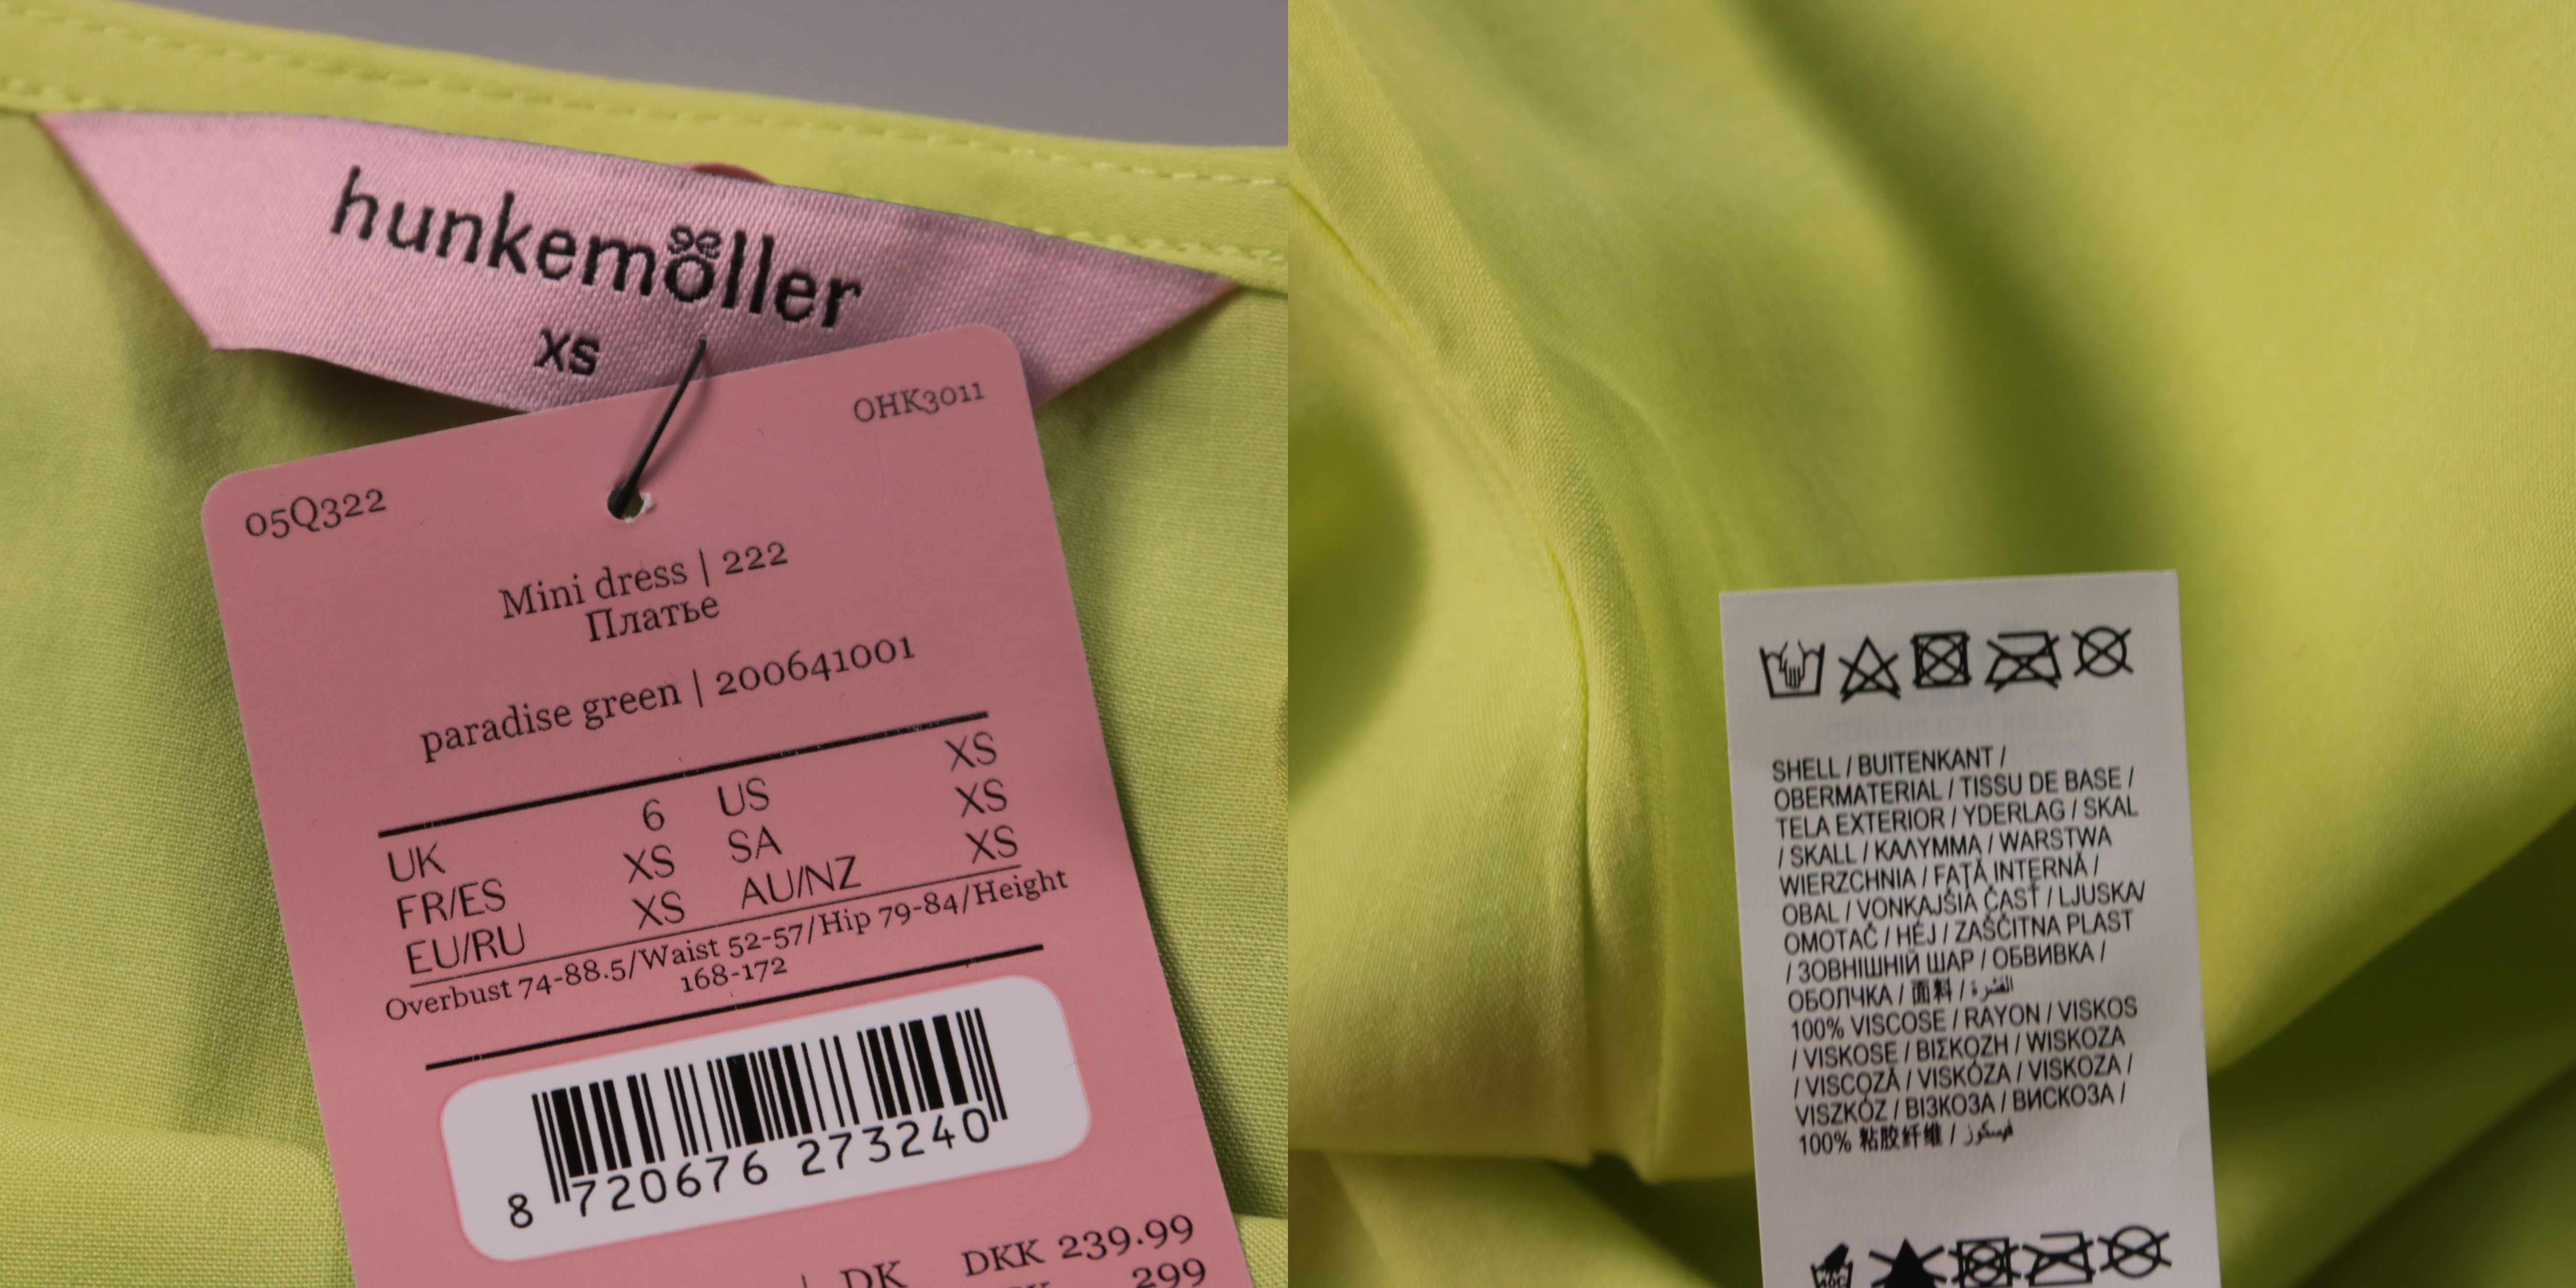 hunkemöller
XS
05Q322
OHK3011
Mini dress | 222
Платье
paradise green | 200641001
UK 6 US XS
FR/ES XS SA XS
EU/RU XS AU/NZ XS
Overbust 74-88.5/Waist 52-57/Hip 79-84/Height
168-172
8 720676 273240
DK DKK 239.99
299
SHELL / BUITENKANT /
OBERMATERIAL / TISSU DE BASE /
TELA EXTERIOR / YDERLAG / SKAL
/ SKALL / ΚΑΛΥΜΜΑ / WARSTWA
WIERZCHNIA / FAŢĂ INTERNĂ /
OBAL / VONKAJŠIA ČASŤ / LJUSKA/
OMOTAČ / HÉJ / ZAŠČITNA PLAST
/ ЗОВНІШНІЙ ШАР / ОБВИВКА /
ОБОЛЧКА / 面料 / القشرة
100% VISCOSE / RAYON / VISKOS
/ VISKOSE / ΒΙΣΚΟΖΗ / WISKOZA
/ VISCOZĂ / VISKÓZA / VISKOZA /
VISZKÓZ / ВІЗКОЗА / ВИСКОЗА /
100% 粘胶纤维 / فيسكوز